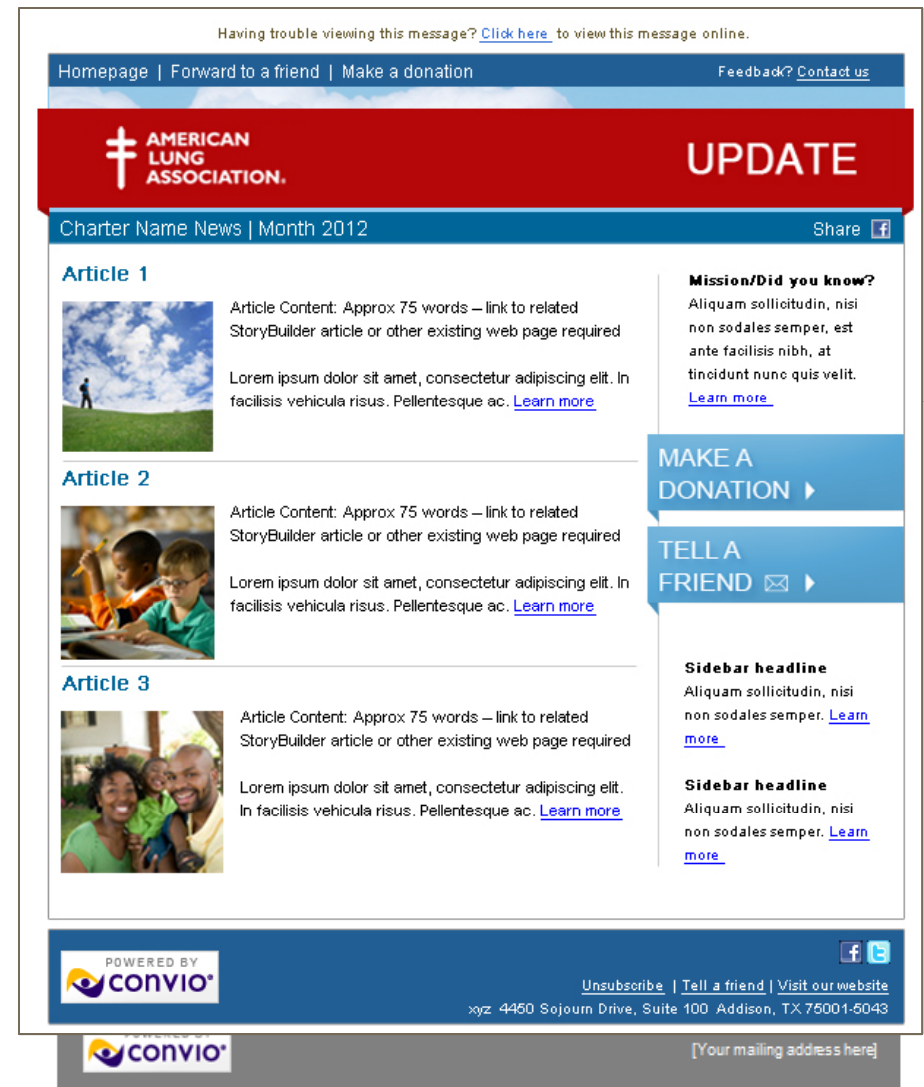 Having trouble viewing this message? Click here to view this message online.
Homepage | Forward to a friend | Make a donation
Feedback? Contact us
AMERICAN
LUNG
ASSOCIATION.
UPDATE
Charter Name News | Month 2012
Share
Article 1
Article Content: Approx 75 words – link to related
StoryBuilder article or other existing web page required
Lorem ipsum dolor sit amet, consectetur adipiscing elit. In
facilisis vehicula risus. Pellentesque ac. Learn more
Article 2
Article Content: Approx 75 words – link to related
StoryBuilder article or other existing web page required
Lorem ipsum dolor sit amet, consectetur adipiscing elit. In
facilisis vehicula risus. Pellentesque ac. Learn more
Article 3
Article Content: Approx 75 words – link to related
StoryBuilder article or other existing web page required
Lorem ipsum dolor sit amet, consectetur adipiscing elit.
In facilisis vehicula risus. Pellentesque ac. Learn more
Mission/Did you know?
Aliquam sollicitudin, nisi
non sodales semper, est
ante facilisis nibh, at
tincidunt nunc quis velit.
Learn more
MAKE A
DONATION
TELL A
FRIEND
Sidebar headline
Aliquam sollicitudin, nisi
non sodales semper. Learn
more
Sidebar headline
Aliquam sollicitudin, nisi
non sodales semper. Learn
more
POWERED BY
convio
Unsubscribe | Tell a friend | Visit our website
xyz 4450 Sojourn Drive, Suite 100 Addison, TX 75001-5043
POWERED BY
convio
[Your mailing address here]